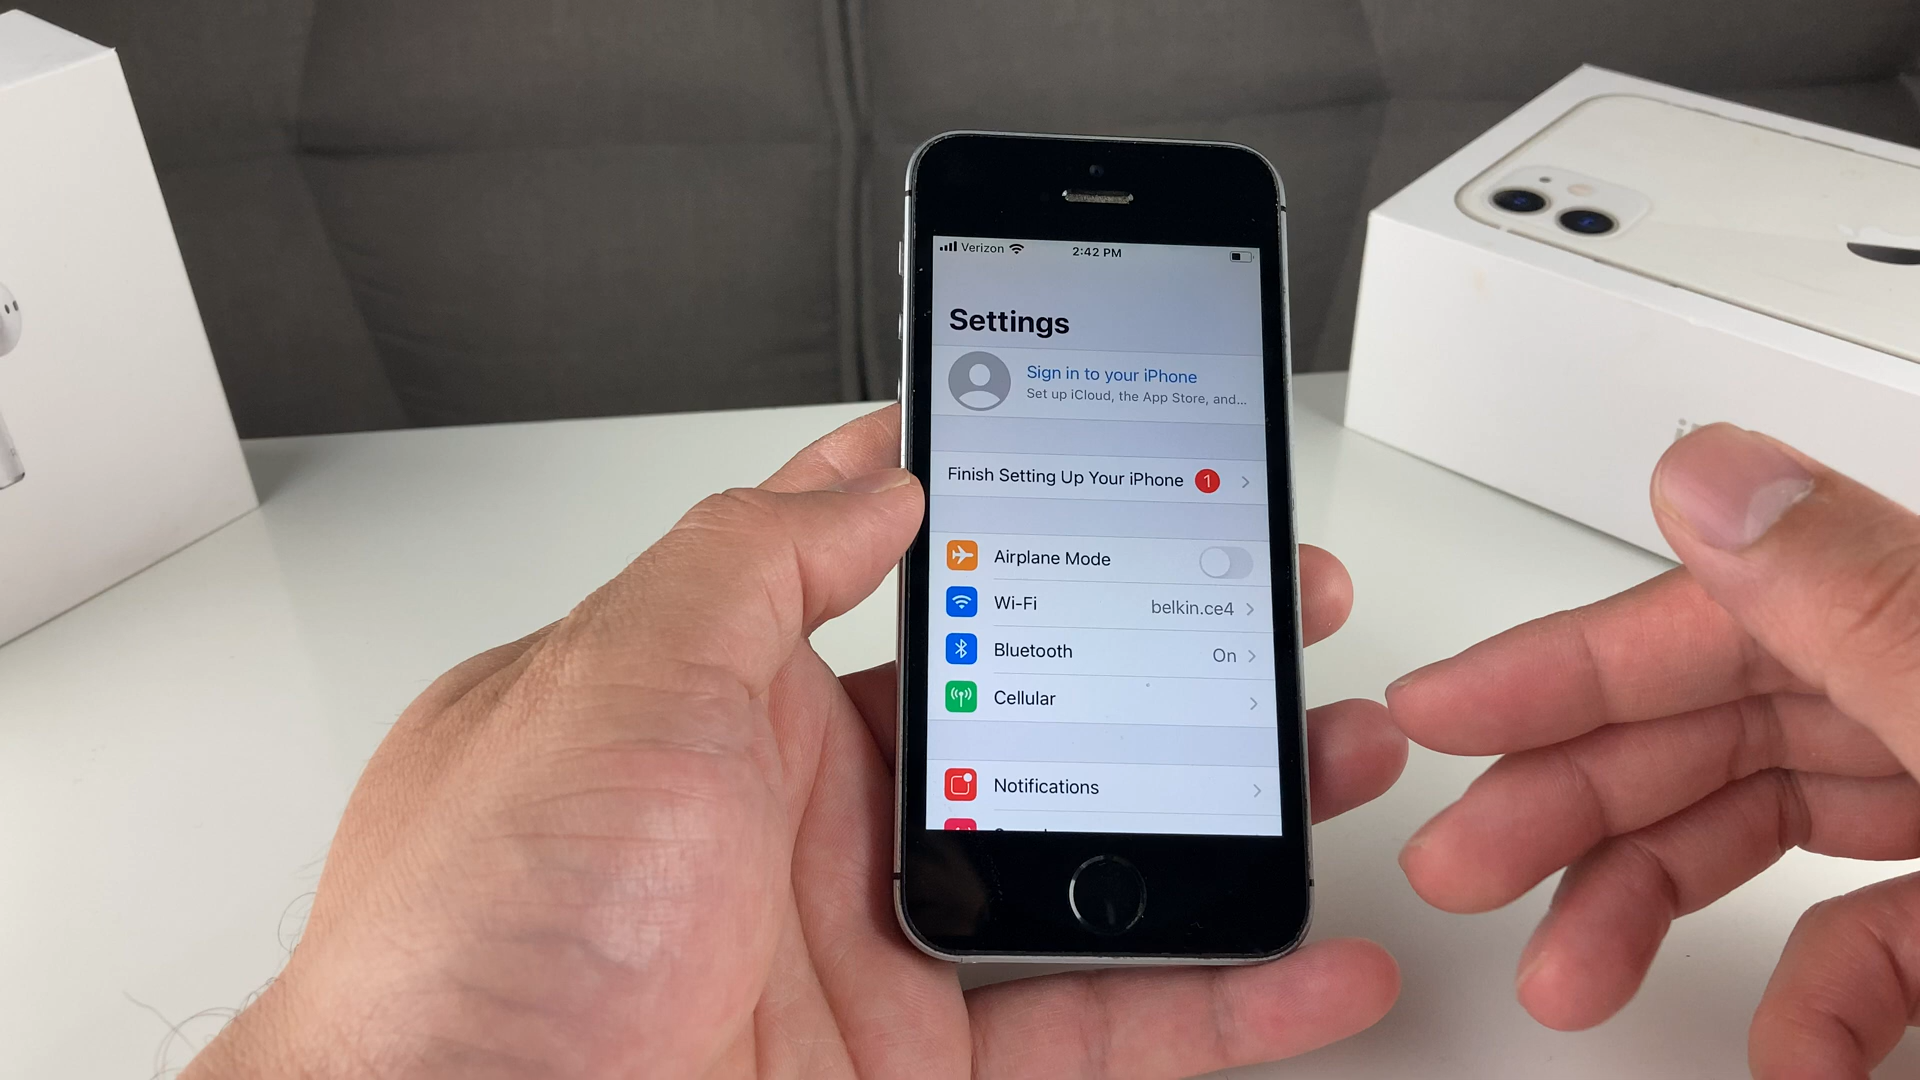 Verizon 2:42 PM
Settings
Sign in to your iPhone
Set up iCloud, the App Store, and...
Finish Setting Up Your iPhone 1
Airplane Mode
Wi-Fi belkin.ce4
Bluetooth On
Cellular
Notifications